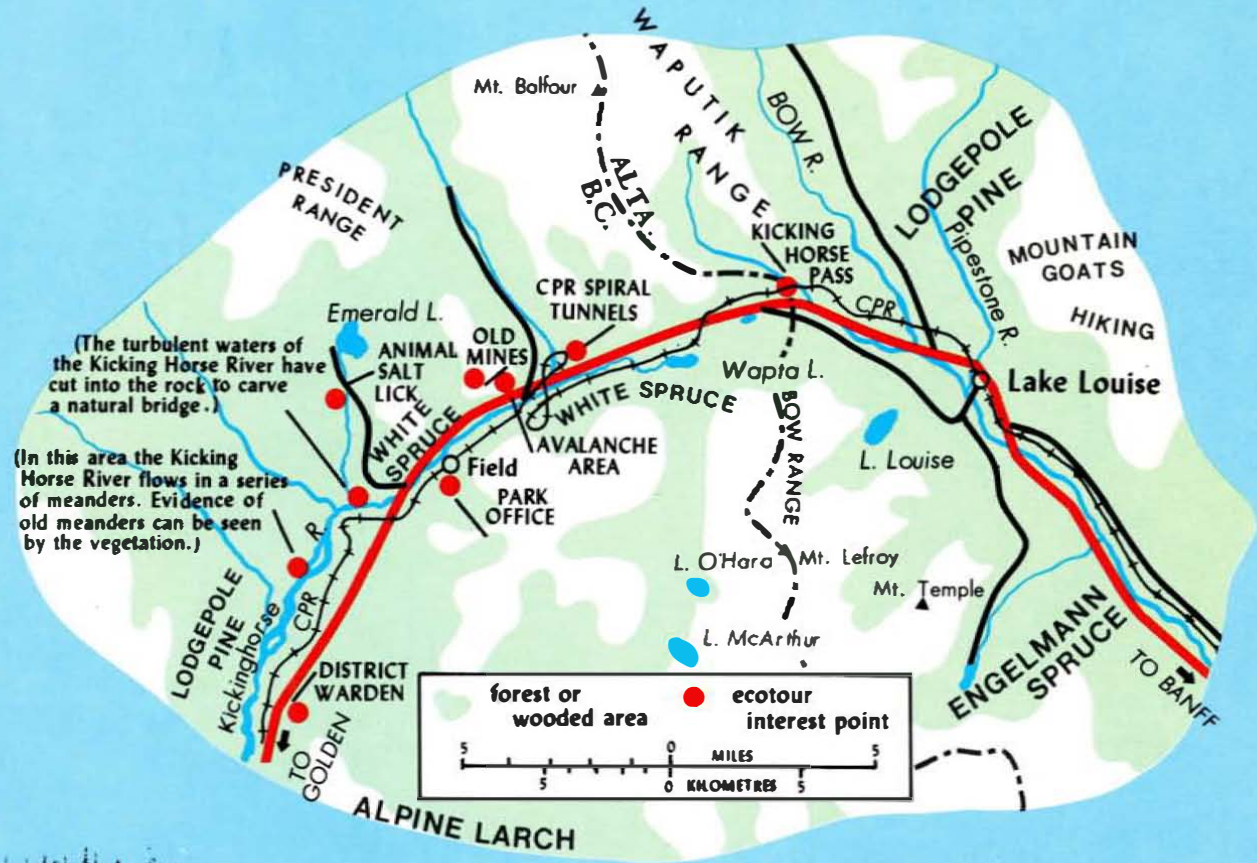 WAPUTIK
RANGE
Mt. Balfour
BOW R.
LODGEPOLE
PINE
ALTA.
B.C.
PRESIDENT
RANGE
KICKING
HORSE
PASS
Pipestone R.
MOUNTAIN
GOATS
HIKING
CPR SPIRAL
TUNNELS
CPR
Emerald L.
OLD
MINES
ANIMAL
SALT
LICK
(The turbulent waters of
the Kicking Horse River have
cut into the rock to carve
a natural bridge.)
Wapta L.
Lake Louise
WHITE SPRUCE
WHITE
SPRUCE
AVALANCHE
AREA
BOW RANGE
L. Louise
(In this area the Kicking
Horse River flows in a series
of meanders. Evidence of
old meanders can be seen
by the vegetation.)
Field
PARK
OFFICE
R.
L. O'Hara
Mt. Lefroy
Mt. Temple
LODGEPOLE
PINE
Kickinghorse
CPR
L. McArthur
ENGELMANN
SPRUCE
TO BANFF
DISTRICT
WARDEN
TO
GOLDEN
forest or
wooded area
ecotour
interest point
5 0 5
MILES
5 0 5
KILOMETRES
ALPINE LARCH